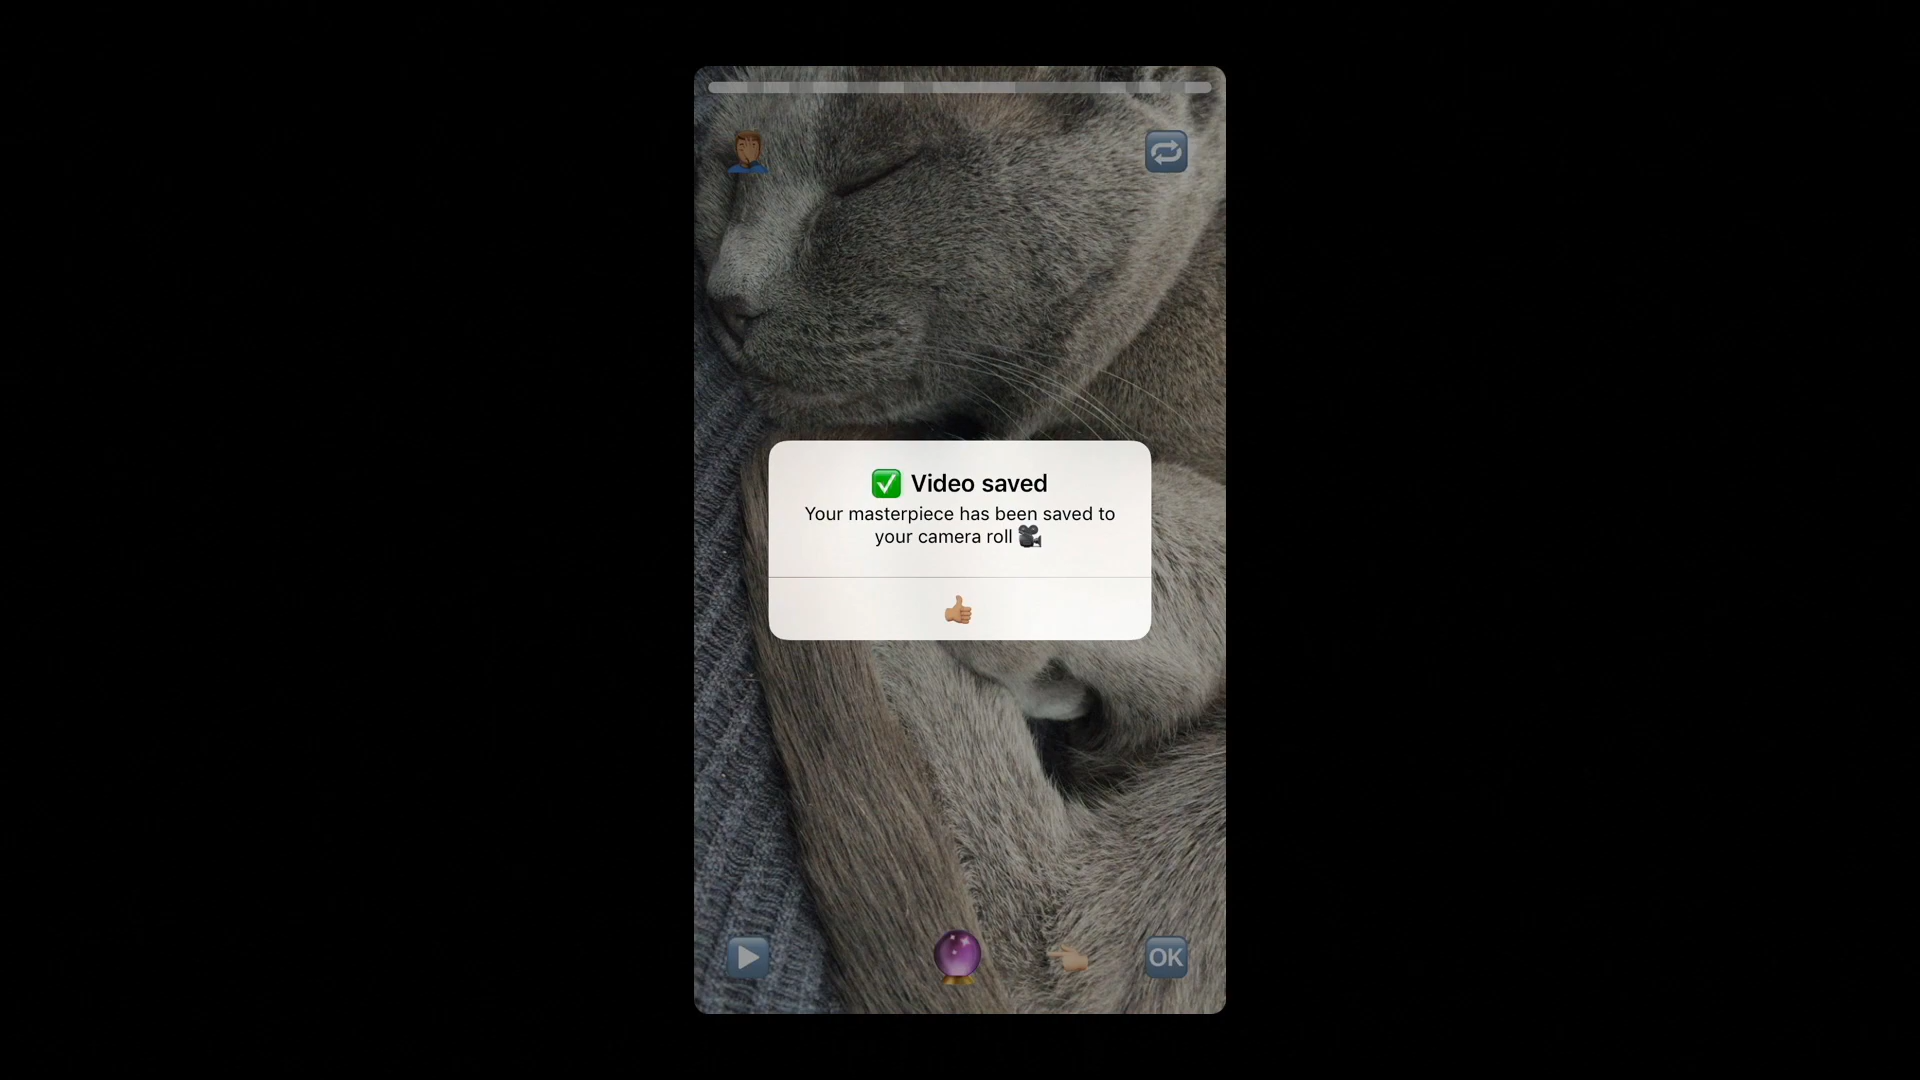 ✅ Video saved
Your masterpiece has been saved to
your camera roll 🎥
OK